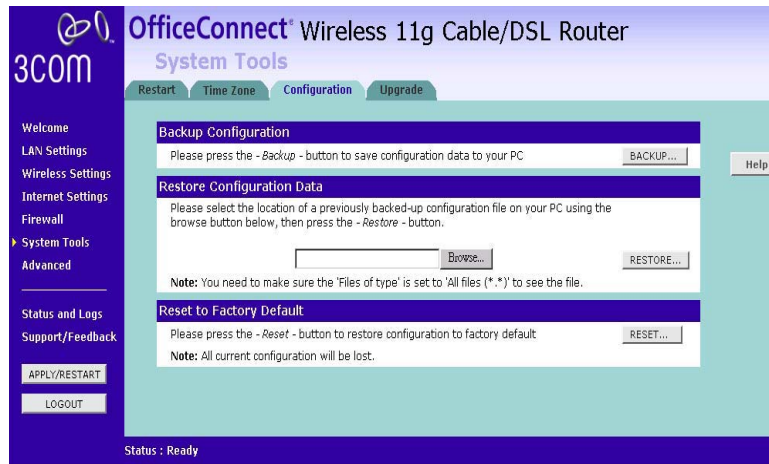 3COM
OfficeConnect® Wireless 11g Cable/DSL Router
System Tools
Restart
Time Zone
Configuration
Upgrade
Welcome
LAN Settings
Wireless Settings
Internet Settings
Firewall
System Tools
Advanced
Status and Logs
Support/Feedback
APPLY/RESTART
LOGOUT
Backup Configuration
Please press the - Backup - button to save configuration data to your PC
BACKUP...
Help
Restore Configuration Data
Please select the location of a previously backed-up configuration file on your PC using the
browse button below, then press the - Restore - button.
Browse...
RESTORE...
Note: You need to make sure the 'Files of type' is set to 'All files (*.*)' to see the file.
Reset to Factory Default
Please press the - Reset - button to restore configuration to factory default
RESET...
Note: All current configuration will be lost.
Status : Ready